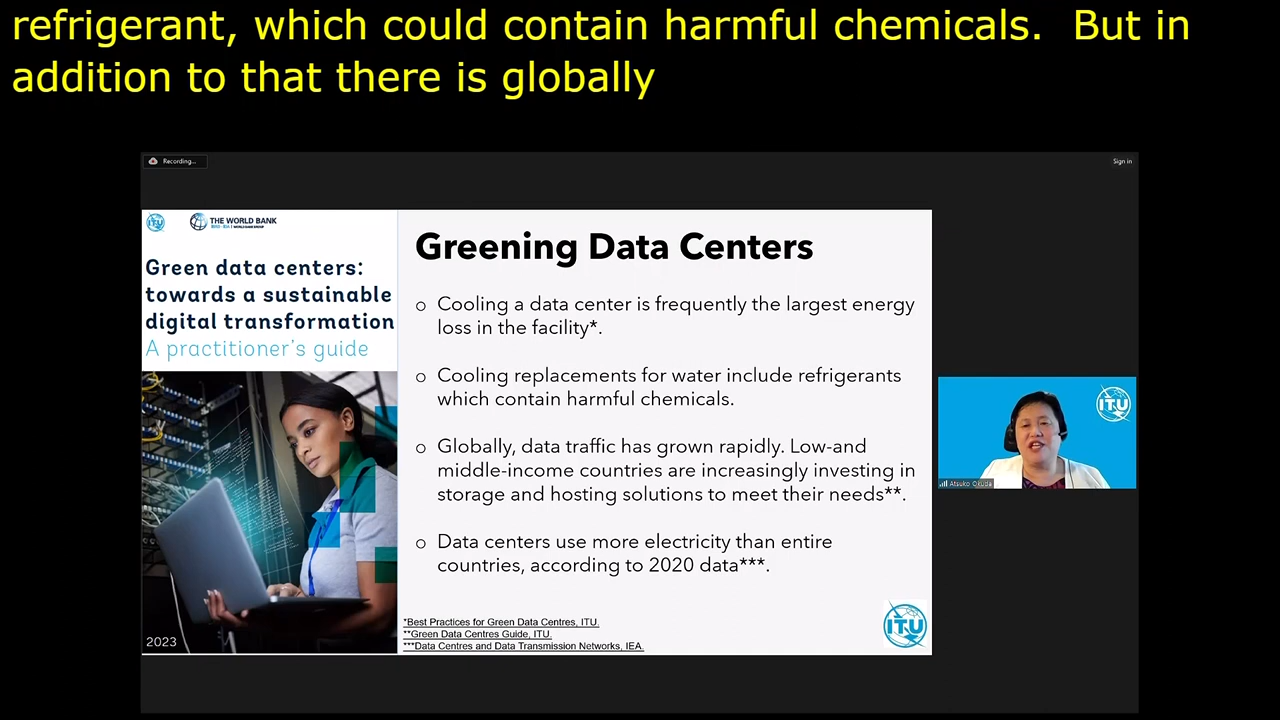 refrigerant, which could contain harmful chemicals.  But in
addition to that there is globally
Recording...
Sign in
ITU
THE WORLD BANK
IBRD • IDA | WORLD BANK GROUP
Green data centers:
towards a sustainable
digital transformation
A practitioner's guide
2023
Greening Data Centers
o Cooling a data center is frequently the largest energy
loss in the facility*.
o Cooling replacements for water include refrigerants
which contain harmful chemicals.
o Globally, data traffic has grown rapidly. Low-and
middle-income countries are increasingly investing in
storage and hosting solutions to meet their needs**.
o Data centers use more electricity than entire
countries, according to 2020 data***.
*Best Practices for Green Data Centres, ITU.
**Green Data Centres Guide, ITU.
***Data Centres and Data Transmission Networks, IEA.
ITU
ITU
Atsuko Okuda